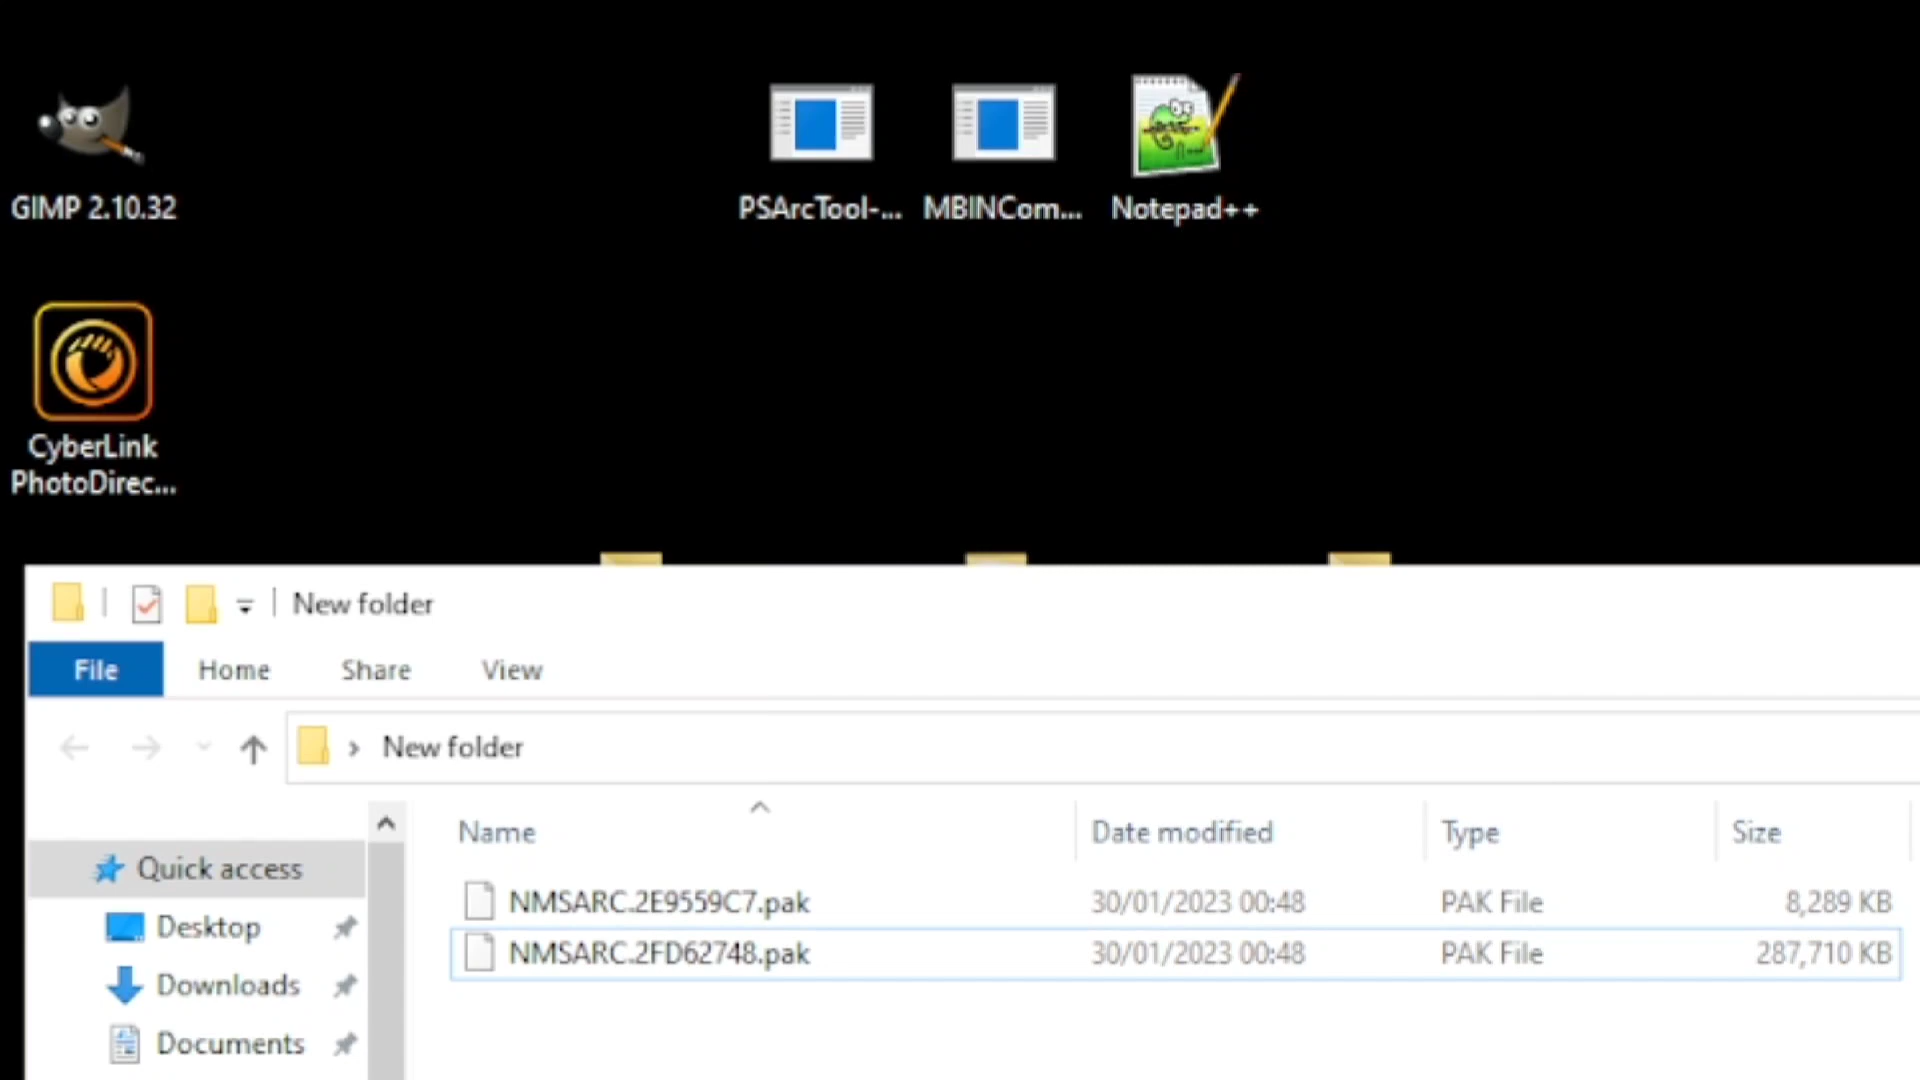 GIMP 2.10.32
PSArcTool-...
MBINCom...
Notepad++
CyberLink
PhotoDirec...
New folder
File
Home
Share
View
New folder
Name
Date modified
Type
Size
Quick access
Desktop
Downloads
Documents
NMSARC.2E9559C7.pak 30/01/2023 00:48 PAK File 8,289 KB
NMSARC.2FD62748.pak 30/01/2023 00:48 PAK File 287,710 KB